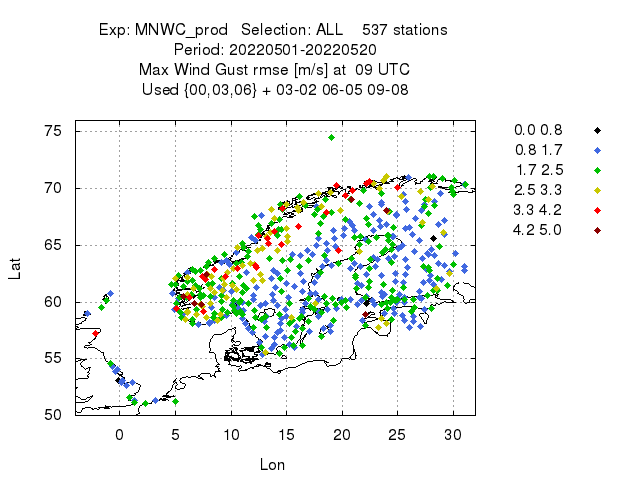 Exp: MNWC_prod Selection: ALL 537 stations
Period: 20220501-20220520
Max Wind Gust rmse [m/s] at 09 UTC
Used {00,03,06} + 03-02 06-05 09-08
0.0 0.8
0.8 1.7
1.7 2.5
2.5 3.3
3.3 4.2
4.2 5.0
75
70
65
60
55
50
Lat
0 5 10 15 20 25 30
Lon